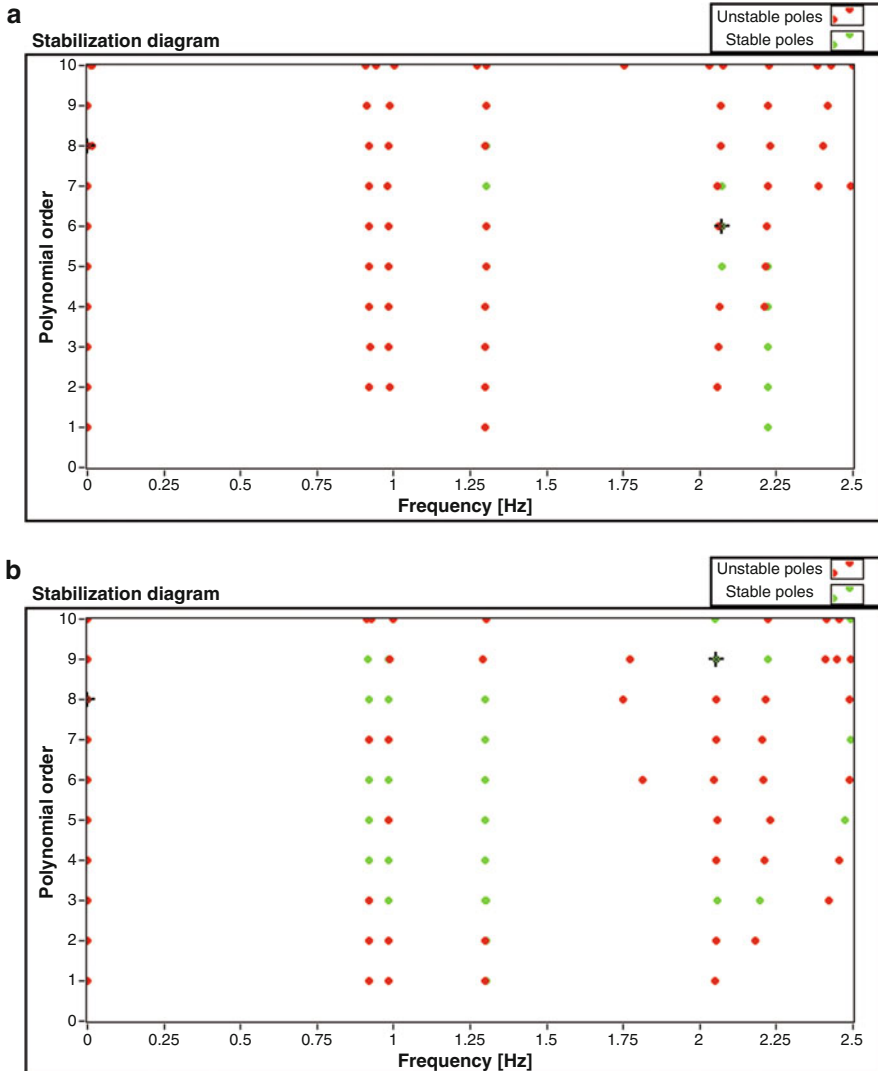 a
Unstable poles
Stable poles
Stabilization diagram
10
9
8
7
6
5
4
3
2
1
0
Polynomial order
0 0.25 0.5 0.75 1 1.25 1.5 1.75 2 2.25 2.5
Frequency [Hz]
b
Unstable poles
Stable poles
Stabilization diagram
10
9
8
7
6
5
4
3
2
1
0
Polynomial order
0 0.25 0.5 0.75 1 1.25 1.5 1.75 2 2.25 2.5
Frequency [Hz]